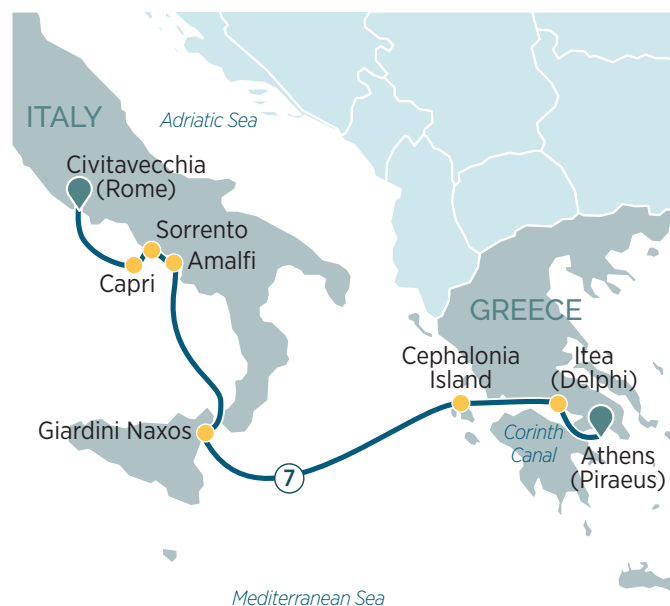 ITALY
Adriatic Sea
Civitavecchia
(Rome)
Sorrento
Amalfi
Capri
GREECE
Cephalonia
Island
Itea
(Delphi)
Giardini Naxos
Corinth
Canal
Athens
(Piraeus)
7
Mediterranean Sea